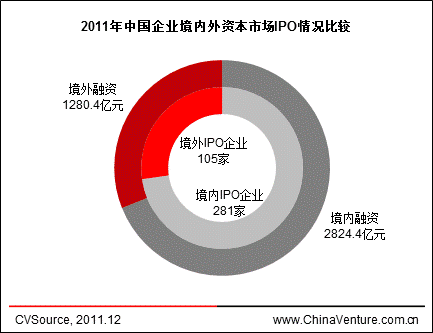 2011年中国企业境内外资本市场IPO情况比较
境外融资
1280.4亿元
境外IPO企业
105家
境内IPO企业
281家
境内融资
2824.4亿元
CVSource, 2011.12
www.ChinaVenture.com.cn